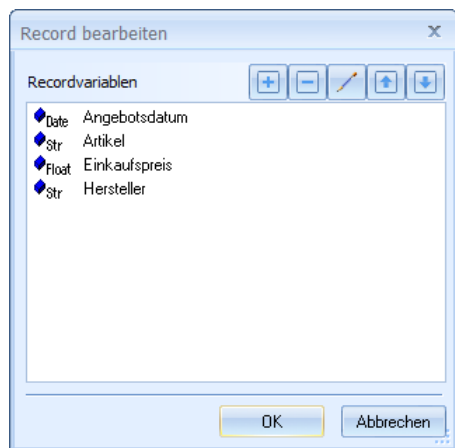 Record bearbeiten
Recordvariablen
Date Angebotsdatum
Str Artikel
Float Einkaufspreis
Str Hersteller
OK Abbrechen